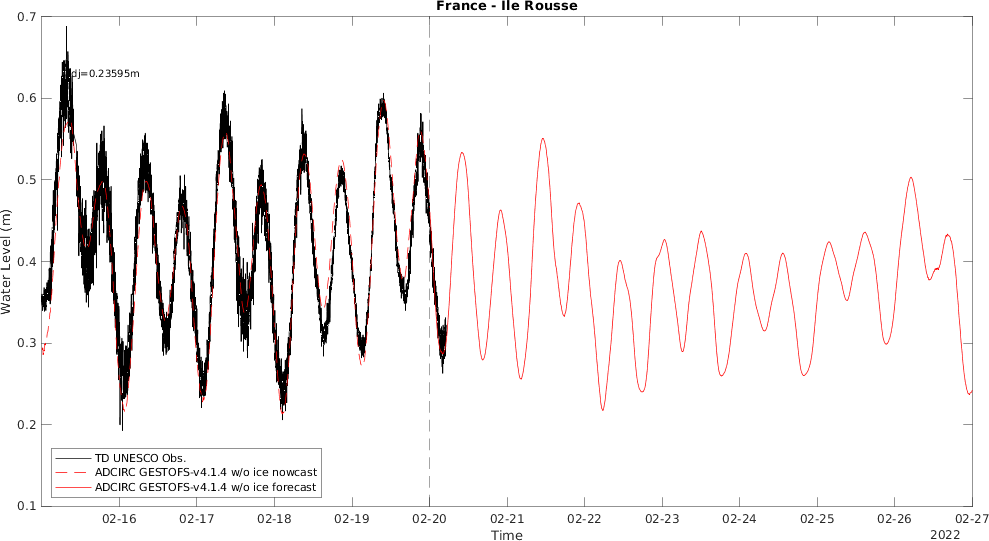 France - Ile Rousse
0.7
0.6
0.5
0.4
0.3
0.2
0.1
Water Level (m)
dj=0.23595m
TD UNESCO Obs.
ADCIRC GESTOFS-v4.1.4 w/o ice nowcast
ADCIRC GESTOFS-v4.1.4 w/o ice forecast
02-16 02-17 02-18 02-19 02-20 02-21 02-22 02-23 02-24 02-25 02-26 02-27
Time
2022